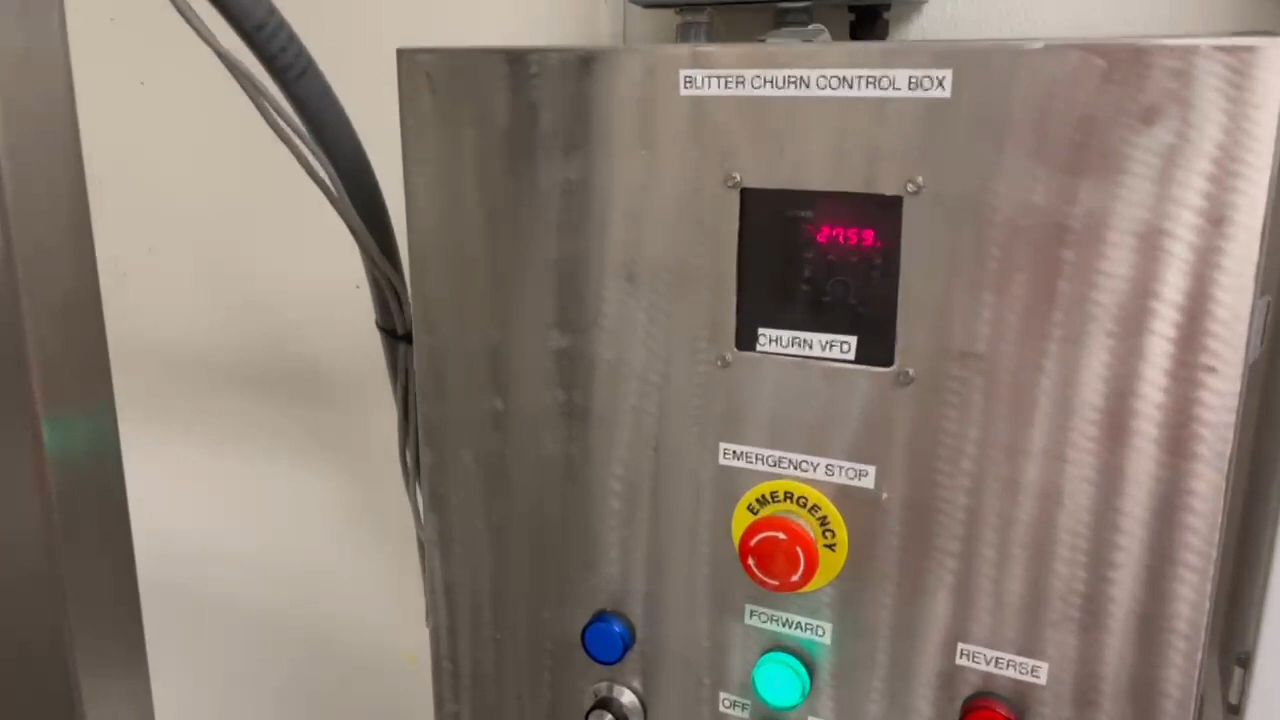 BUTTER CHURN CONTROL BOX
27.59.
CHURN VFD
EMERGENCY STOP
EMERGENCY
FORWARD
REVERSE
OFF